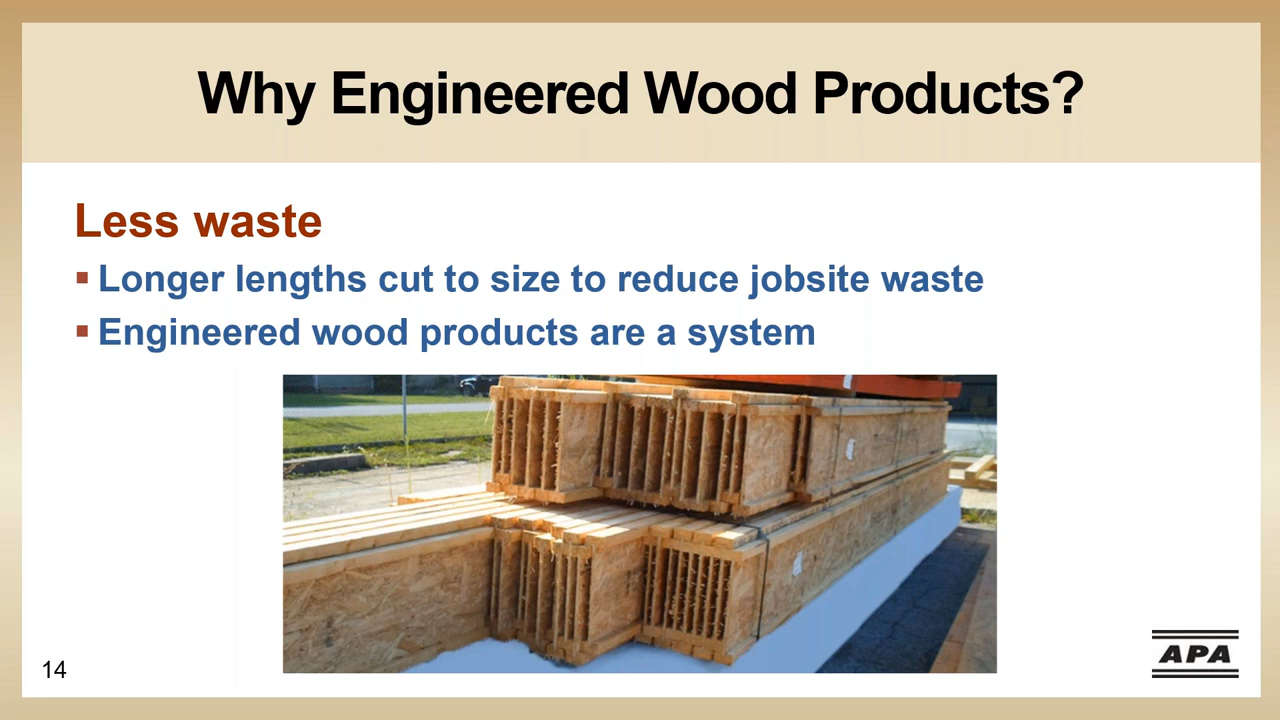 Why Engineered Wood Products?
Less waste
▪ Longer lengths cut to size to reduce jobsite waste
▪ Engineered wood products are a system
14
APA